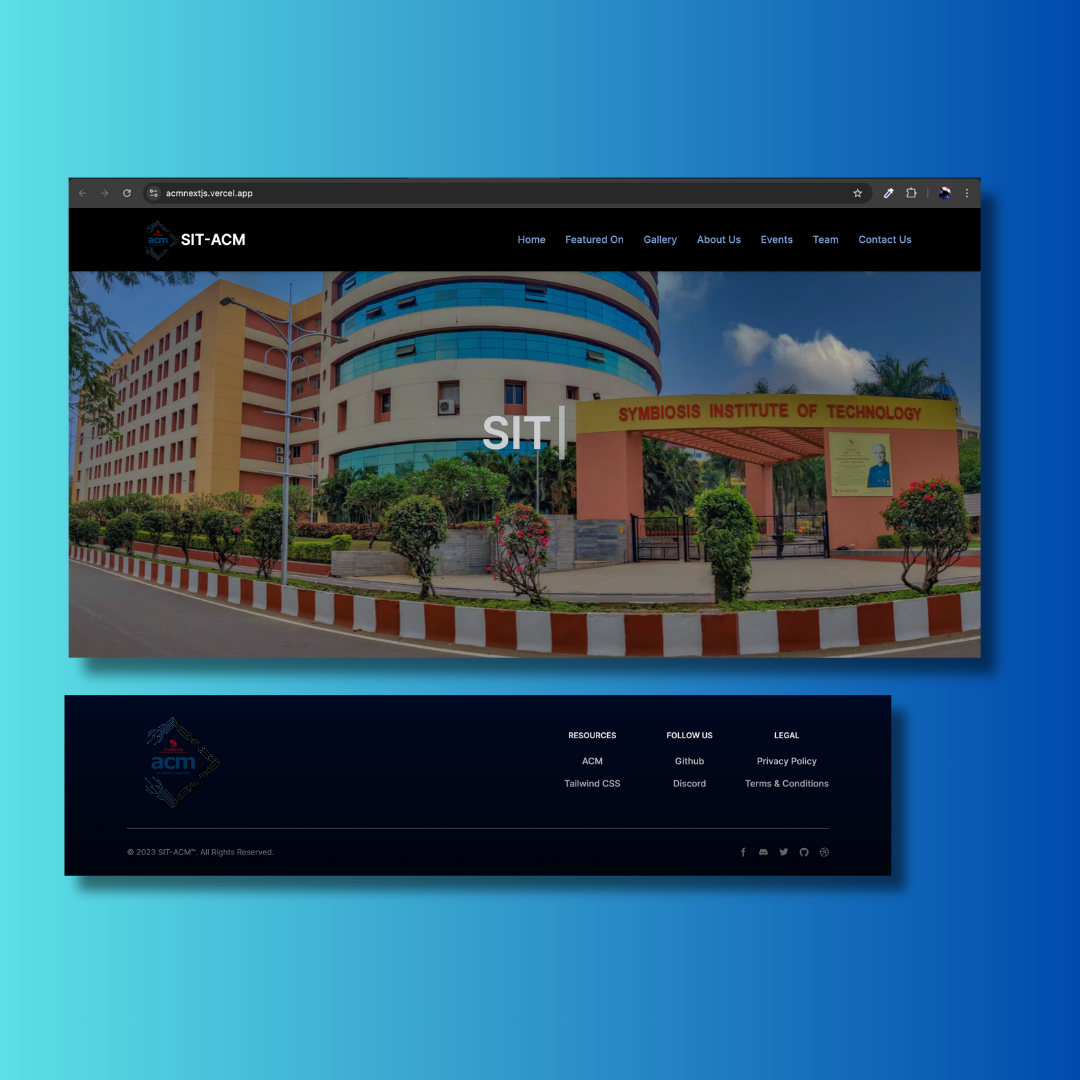 acmnextjs.vercel.app
acm
SIT-ACM
Home Featured On Gallery About Us Events Team Contact Us
SYMBIOSIS INSTITUTE OF TECHNOLOGY
SIT
RESOURCES FOLLOW US LEGAL
acm
ACM Github Privacy Policy
Tailwind CSS Discord Terms & Conditions
© 2023 SIT-ACM™. All Rights Reserved.